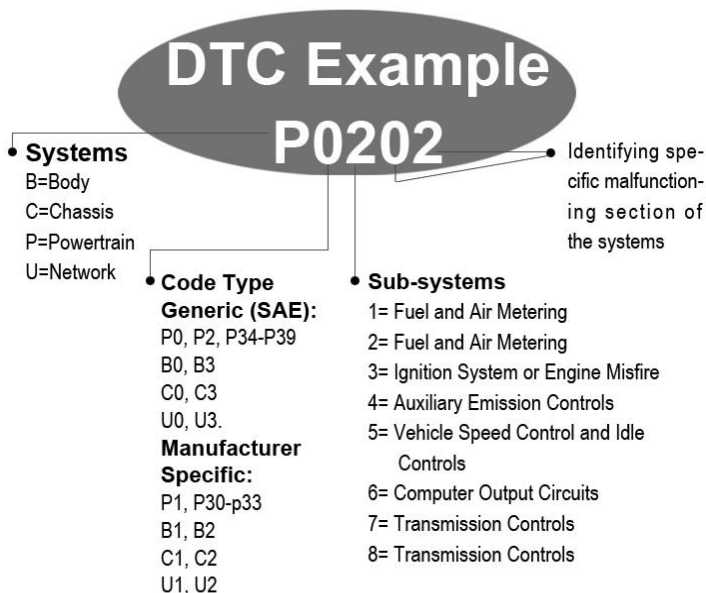 DTC Example
P0202
Systems
B=Body
C=Chassis
P=Powertrain
U=Network
Identifying spe-
cific malfunction-
ing section of
the systems
Code Type
Generic (SAE):
P0, P2, P34-P39
B0, B3
C0, C3
U0, U3.
Manufacturer
Specific:
P1, P30-p33
B1, B2
C1, C2
U1, U2
Sub-systems
1= Fuel and Air Metering
2= Fuel and Air Metering
3= Ignition System or Engine Misfire
4= Auxiliary Emission Controls
5= Vehicle Speed Control and Idle
Controls
6= Computer Output Circuits
7= Transmission Controls
8= Transmission Controls